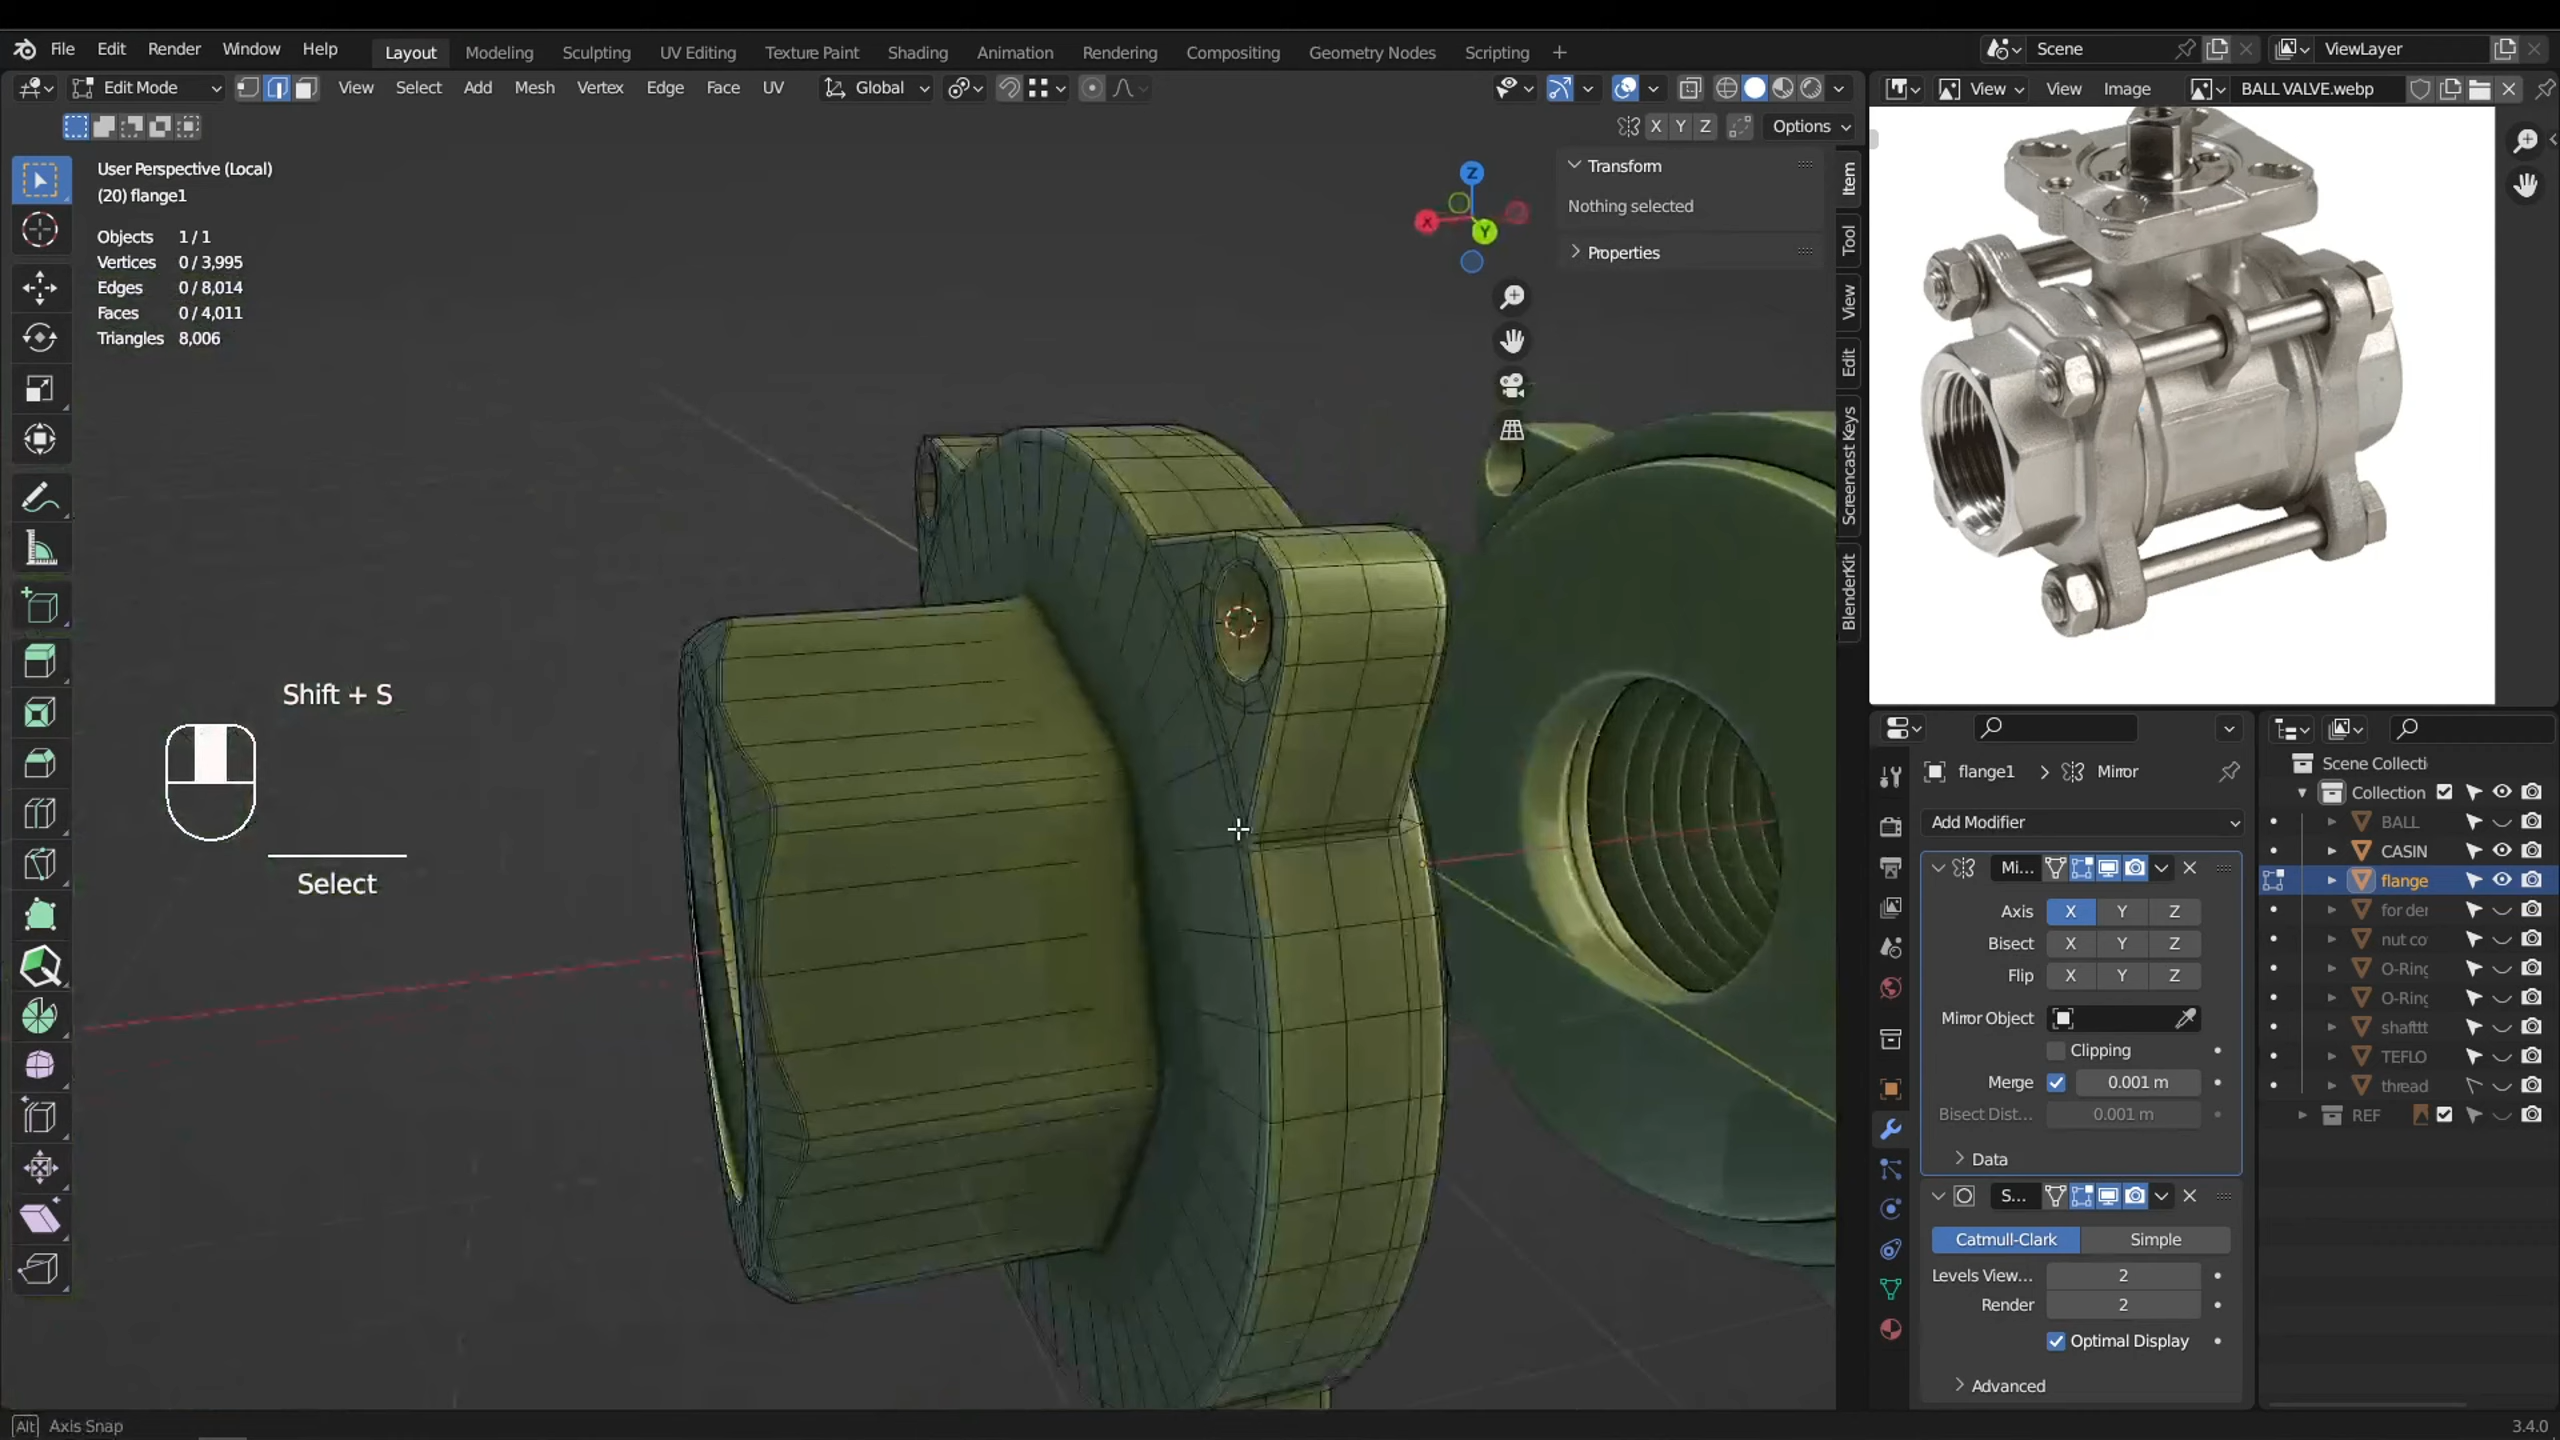 File Edit Render Window Help Layout Modeling Sculpting UV Editing Texture Paint Shading Animation Rendering Compositing Geometry Nodes Scripting + Scene ViewLayer
Edit Mode View Select Add Mesh Vertex Edge Face UV Global View View Image BALL VALVE.webp
X Y Z Options
User Perspective (Local)
(20) flange1
Objects 1 / 1
Vertices 0 / 3,995
Edges 0 / 8,014
Faces 0 / 4,011
Triangles 8,006
Z
X
Y
Transform
Nothing selected
Properties
Item
Tool
View
Edit
Screencast Keys
BlenderKit
Shift + S
Select
flange1 > Mirror
Add Modifier
Mi...
Axis X Y Z
Bisect X Y Z
Flip X Y Z
Mirror Object
Clipping
Merge 0.001 m
Bisect Dist... 0.001 m
Data
S...
Catmull-Clark Simple
Levels View... 2
Render 2
Optimal Display
Advanced
Scene Collecti
Collection
BALL
CASIN
flange
for der
nut co
O-Ring
O-Ring
shafttt
TEFLO
thread
REF
Alt Axis Snap
3.4.0